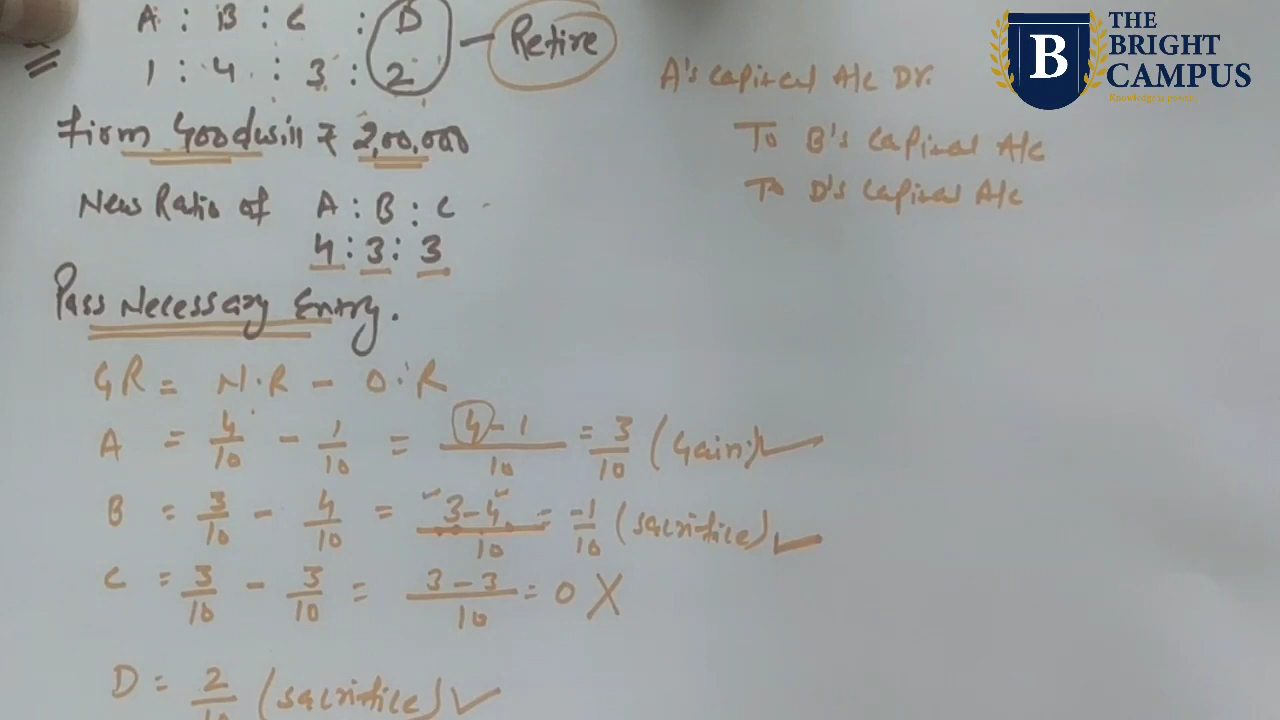 A : B : C : D — Retire
1 : 4 : 3 : 2
Firm Goodwill ₹ 2,00,000
New Ratio of A : B : C
4 : 3 : 3
Pass Necessary Entry.
GR = N.R - O.R
A = 4/10 - 1/10 = 4-1/10 = 3/10 (Gain)
B = 3/10 - 4/10 = 3-4/10 = -1/10 (sacrifice)
C = 3/10 - 3/10 = 3-3/10 = 0 X
D = 2/10 (sacrifice)
A's Capital A/c Dr.
To B's Capital A/c
To D's Capital A/c
THE
BRIGHT
CAMPUS
Knowledge is power
B